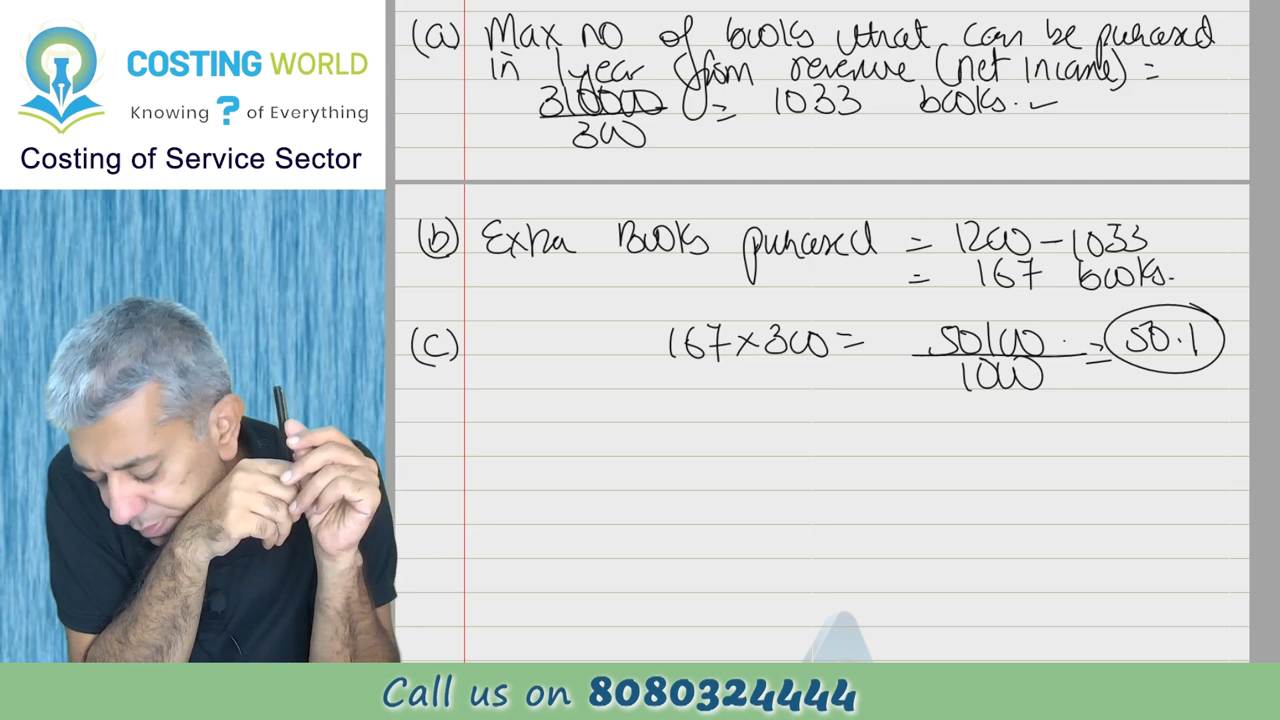 COSTING WORLD
Knowing ? of Everything
Costing of Service Sector
(a) Max no of books that can be puhased
in 1 year from revenue (net income) =
310000 / 300 = 1033 books.
(b) Extra Books puhased = 1200 - 1033
= 167 books.
(c) 167 × 300 = 50100 / 1000 = 50.1
Call us on 8080324444